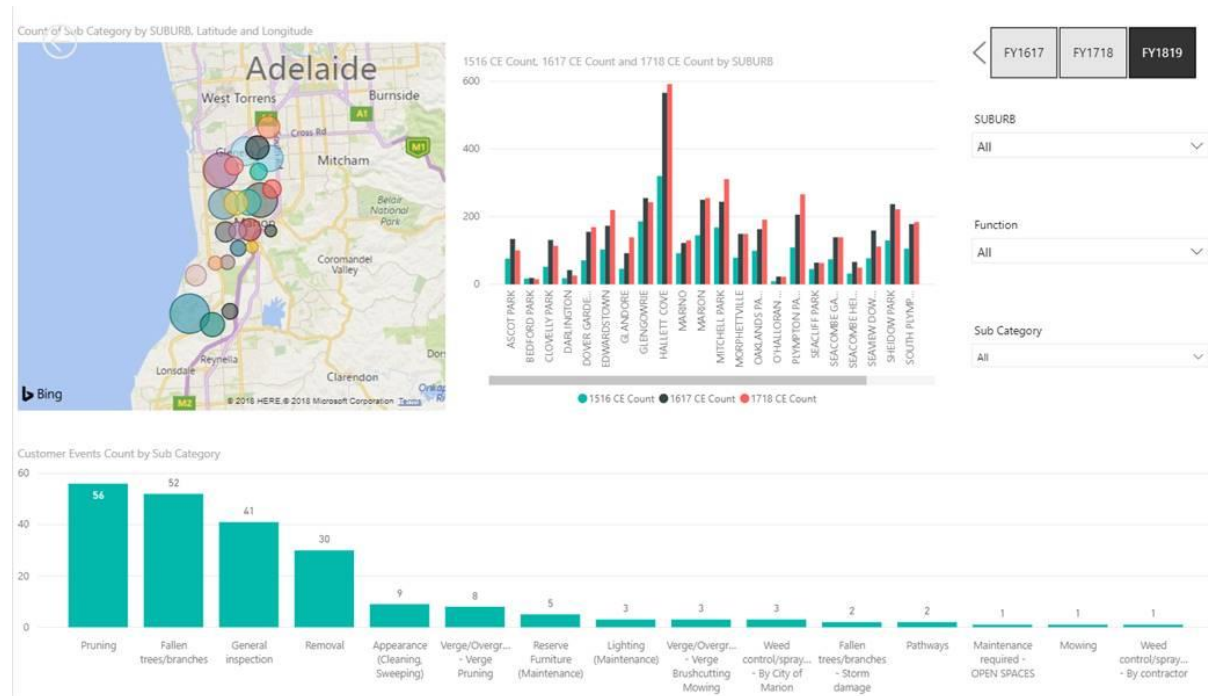 Count of Sub Category by SUBURB, Latitude and Longitude
Adelaide
West Torrens
Burnside
A1
Cross Rd
M1
Mitcham
Belair
National
Park
Coromandel
Valley
Reynella
Lonsdale
Clarendon
M2
Bing
© 2018 HERE © 2018 Microsoft Corporation Terms
1516 CE Count, 1617 CE Count and 1718 CE Count by SUBURB
600
400
200
0
ASCOT PARK
BEDFORD PARK
CLOVELLY PARK
DARLINGTON
DOVER GARDE...
EDWARDSTOWN
GLANDORE
GLENGOWRIE
HALLETT COVE
MARINO
MARION
MITCHELL PARK
MORPHETTVILLE
OAKLANDS PA...
O'HALLORAN ...
PLYMPTON PA...
SEACLIFF PARK
SEACOMBE GA...
SEACOMBE HEI...
SEAVIEW DOW...
SHEIDOW PARK
SOUTH PLYMP...
1516 CE Count 1617 CE Count 1718 CE Count
FY1617 FY1718 FY1819
SUBURB
All
Function
All
Sub Category
All
Customer Events Count by Sub Category
60
40
20
0
56
52
41
30
9
8
5
3
3
3
2
2
1
1
1
Pruning
Fallen
trees/branches
General
inspection
Removal
Appearance
(Cleaning,
Sweeping)
Verge/Overgr...
- Verge
Pruning
Reserve
Furniture
(Maintenance)
Lighting
(Maintenance)
Verge/Overgr...
- Verge
Brushcutting
Mowing
Weed
control/spray...
- By City of
Marion
Fallen
trees/branches
- Storm
damage
Pathways
Maintenance
required -
OPEN SPACES
Mowing
Weed
control/spray...
- By contractor